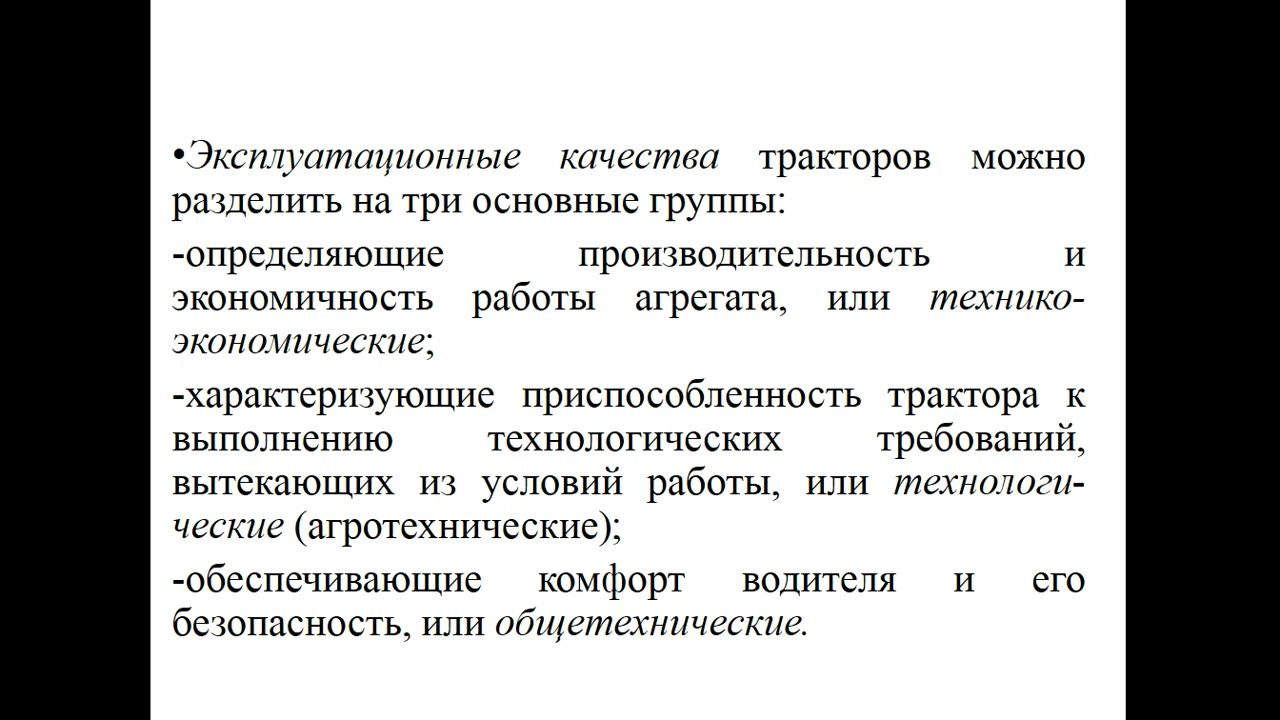 •Эксплуатационные качества тракторов можно
разделить на три основные группы:
-определяющие производительность и
экономичность работы агрегата, или технико-
экономические;
-характеризующие приспособленность трактора к
выполнению технологических требований,
вытекающих из условий работы, или технологи-
ческие (агротехнические);
-обеспечивающие комфорт водителя и его
безопасность, или общетехнические.